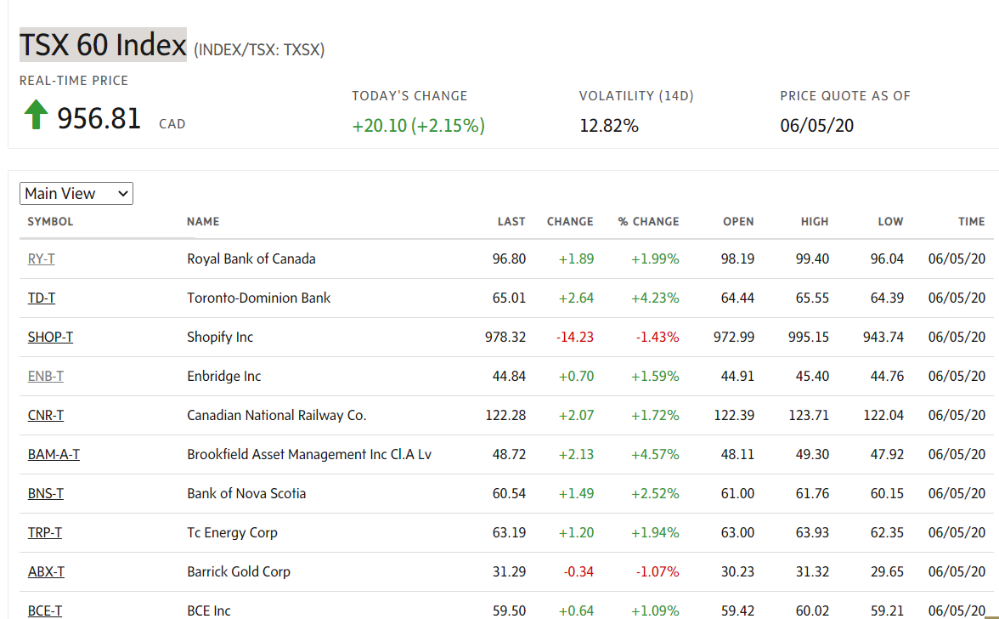 TSX 60 Index (INDEX/TSX: TXSX)
REAL-TIME PRICE
956.81 CAD
TODAY'S CHANGE
+20.10 (+2.15%)
VOLATILITY (14D)
12.82%
PRICE QUOTE AS OF
06/05/20
Main View
SYMBOL NAME LAST CHANGE % CHANGE OPEN HIGH LOW TIME
RY-T Royal Bank of Canada 96.80 +1.89 +1.99% 98.19 99.40 96.04 06/05/20
TD-T Toronto-Dominion Bank 65.01 +2.64 +4.23% 64.44 65.55 64.39 06/05/20
SHOP-T Shopify Inc 978.32 -14.23 -1.43% 972.99 995.15 943.74 06/05/20
ENB-T Enbridge Inc 44.84 +0.70 +1.59% 44.91 45.40 44.76 06/05/20
CNR-T Canadian National Railway Co. 122.28 +2.07 +1.72% 122.39 123.71 122.04 06/05/20
BAM-A-T Brookfield Asset Management Inc Cl.A Lv 48.72 +2.13 +4.57% 48.11 49.30 47.92 06/05/20
BNS-T Bank of Nova Scotia 60.54 +1.49 +2.52% 61.00 61.76 60.15 06/05/20
TRP-T Tc Energy Corp 63.19 +1.20 +1.94% 63.00 63.93 62.35 06/05/20
ABX-T Barrick Gold Corp 31.29 -0.34 -1.07% 30.23 31.32 29.65 06/05/20
BCE-T BCE Inc 59.50 +0.64 +1.09% 59.42 60.02 59.21 06/05/20